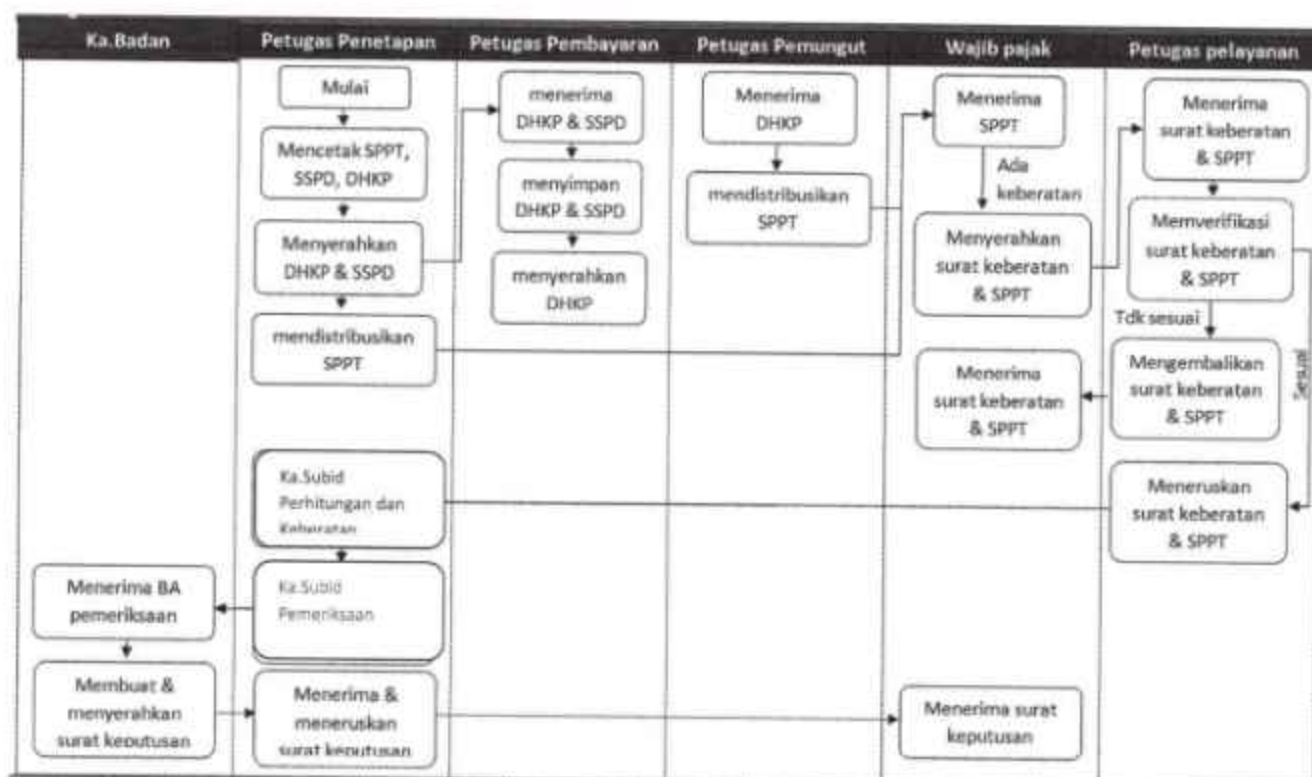 Ka.Badan
Petugas Penetapan
Petugas Pembayaran
Petugas Pemungut
Wajib pajak
Petugas pelayanan
Mulai
Mencetak SPPT,
SSPD, DHKP
Menyerahkan
DHKP & SSPD
mendistribusikan
SPPT
menerima
DHKP & SSPD
menyimpan
DHKP & SSPD
menyerahkan
DHKP
Menerima
DHKP
mendistribusikan
SPPT
Menerima
SPPT
Ada
keberatan
Menyerahkan
surat keberatan
& SPPT
Menerima
surat keberatan
& SPPT
Menerima
surat keberatan
& SPPT
Memverifikasi
surat keberatan
& SPPT
Tdk sesuai
Sesuai
Mengembalikan
surat keberatan
& SPPT
Meneruskan
surat keberatan
& SPPT
Ka.Subid
Perhitungan dan
Keberatan
Ka.Subid
Pemeriksaan
Menerima BA
pemeriksaan
Membuat &
menyerahkan
surat keputusan
Menerima &
meneruskan
surat keputusan
Menerima surat
keputusan